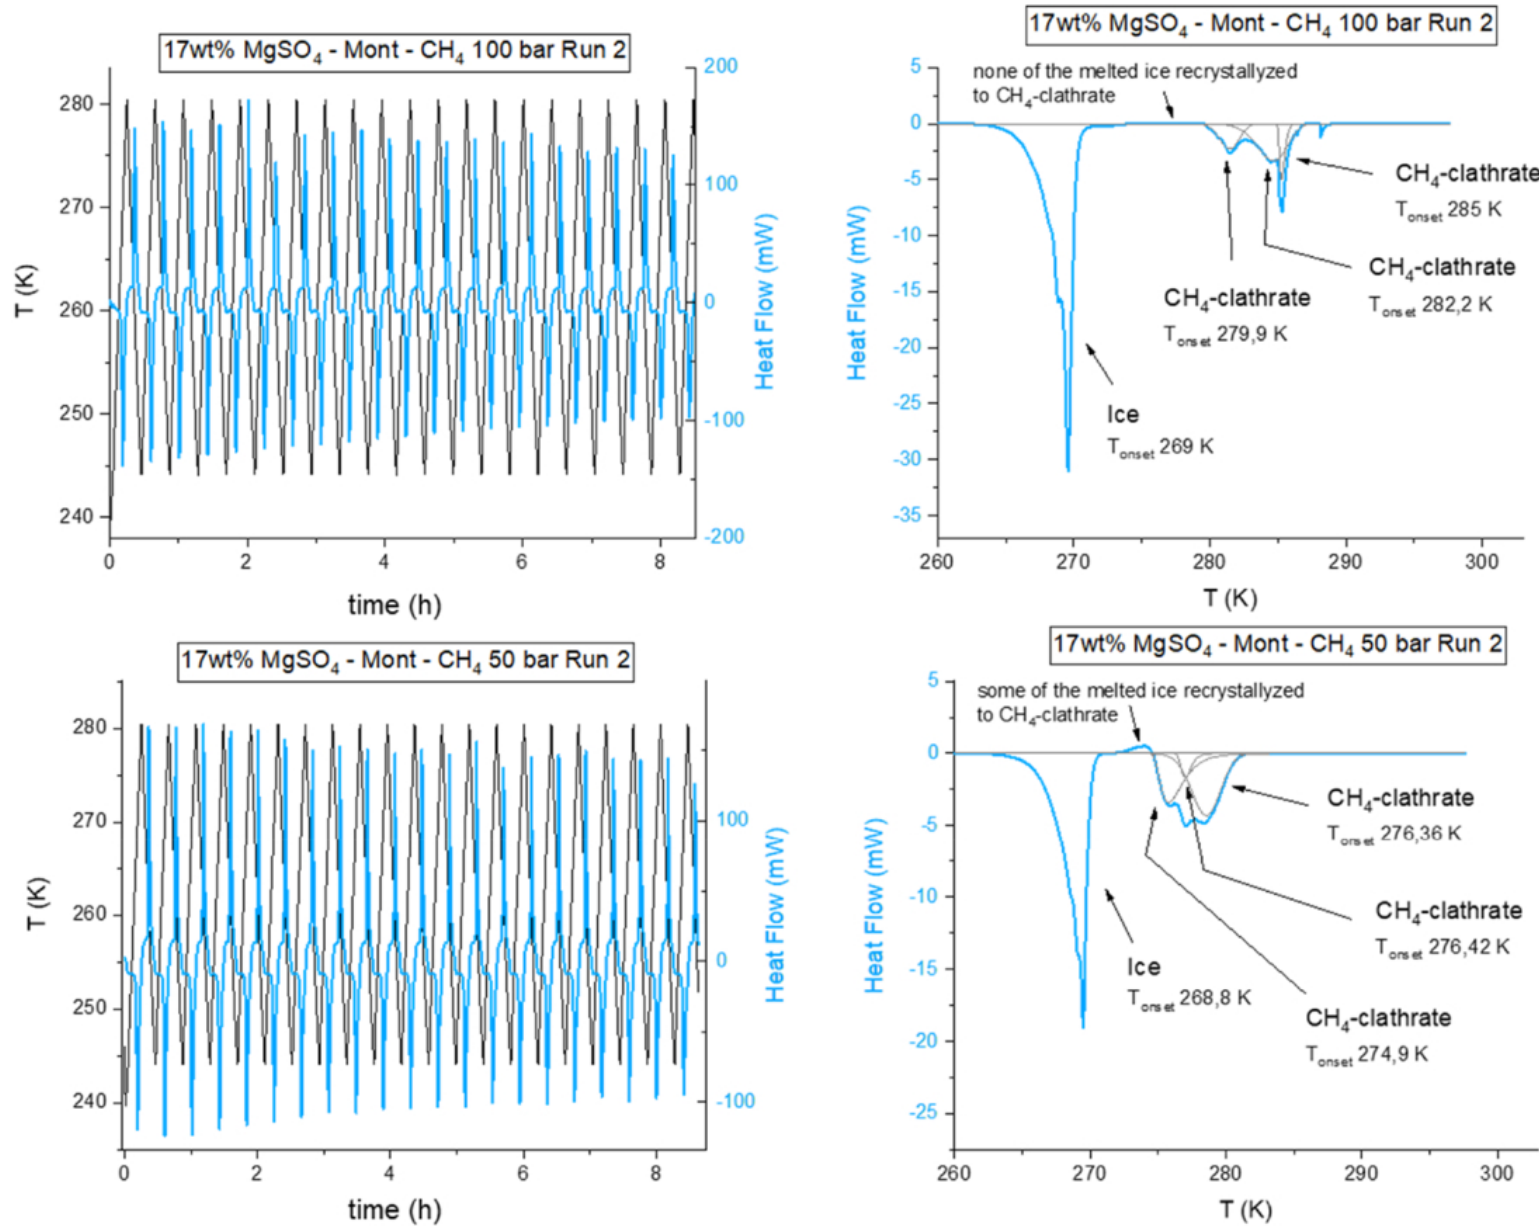 17wt% MgSO4 - Mont - CH4 100 bar Run 2
280
270
260
250
240
T (K)
200
100
0
-100
-200
Heat Flow (mW)
0
2
4
6
8
time (h)
17wt% MgSO4 - Mont - CH4 100 bar Run 2
5
0
-5
-10
-15
-20
-25
-30
-35
Heat Flow (mW)
none of the melted ice recrystallyzed
to CH4-clathrate
CH4-clathrate
Tonset 285 K
CH4-clathrate
Tonset 282,2 K
CH4-clathrate
Tonset 279,9 K
Ice
Tonset 269 K
260
270
280
290
300
T (K)
17wt% MgSO4 - Mont - CH4 50 bar Run 2
280
270
260
250
240
T (K)
100
0
-100
Heat Flow (mW)
0
2
4
6
8
time (h)
17wt% MgSO4 - Mont - CH4 50 bar Run 2
5
0
-5
-10
-15
-20
-25
Heat Flow (mW)
some of the melted ice recrystallyzed
to CH4-clathrate
CH4-clathrate
Tonset 276,36 K
CH4-clathrate
Tonset 276,42 K
Ice
Tonset 268,8 K
CH4-clathrate
Tonset 274,9 K
260
270
280
290
300
T (K)